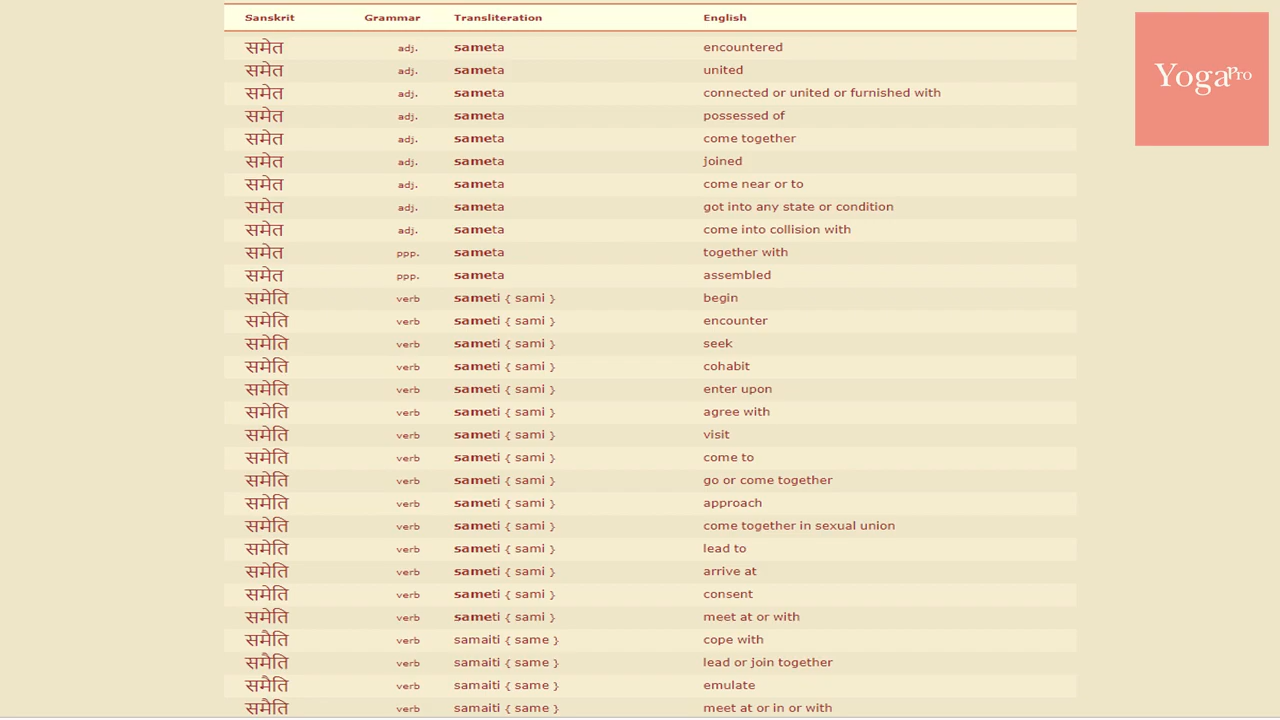 Sanskrit Grammar Transliteration English
समेत adj. sameta encountered
समेत adj. sameta united
समेत adj. sameta connected or united or furnished with
समेत adj. sameta possessed of
समेत adj. sameta come together
समेत adj. sameta joined
समेत adj. sameta come near or to
समेत adj. sameta got into any state or condition
समेत adj. sameta come into collision with
समेत ppp. sameta together with
समेत ppp. sameta assembled
समेति verb sameti { sami } begin
समेति verb sameti { sami } encounter
समेति verb sameti { sami } seek
समेति verb sameti { sami } cohabit
समेति verb sameti { sami } enter upon
समेति verb sameti { sami } agree with
समेति verb sameti { sami } visit
समेति verb sameti { sami } come to
समेति verb sameti { sami } go or come together
समेति verb sameti { sami } approach
समेति verb sameti { sami } come together in sexual union
समेति verb sameti { sami } lead to
समेति verb sameti { sami } arrive at
समेति verb sameti { sami } consent
समेति verb sameti { sami } meet at or with
समैति verb samaiti { same } cope with
समैति verb samaiti { same } lead or join together
समैति verb samaiti { same } emulate
समैति verb samaiti { same } meet at or in or with
YogaPro